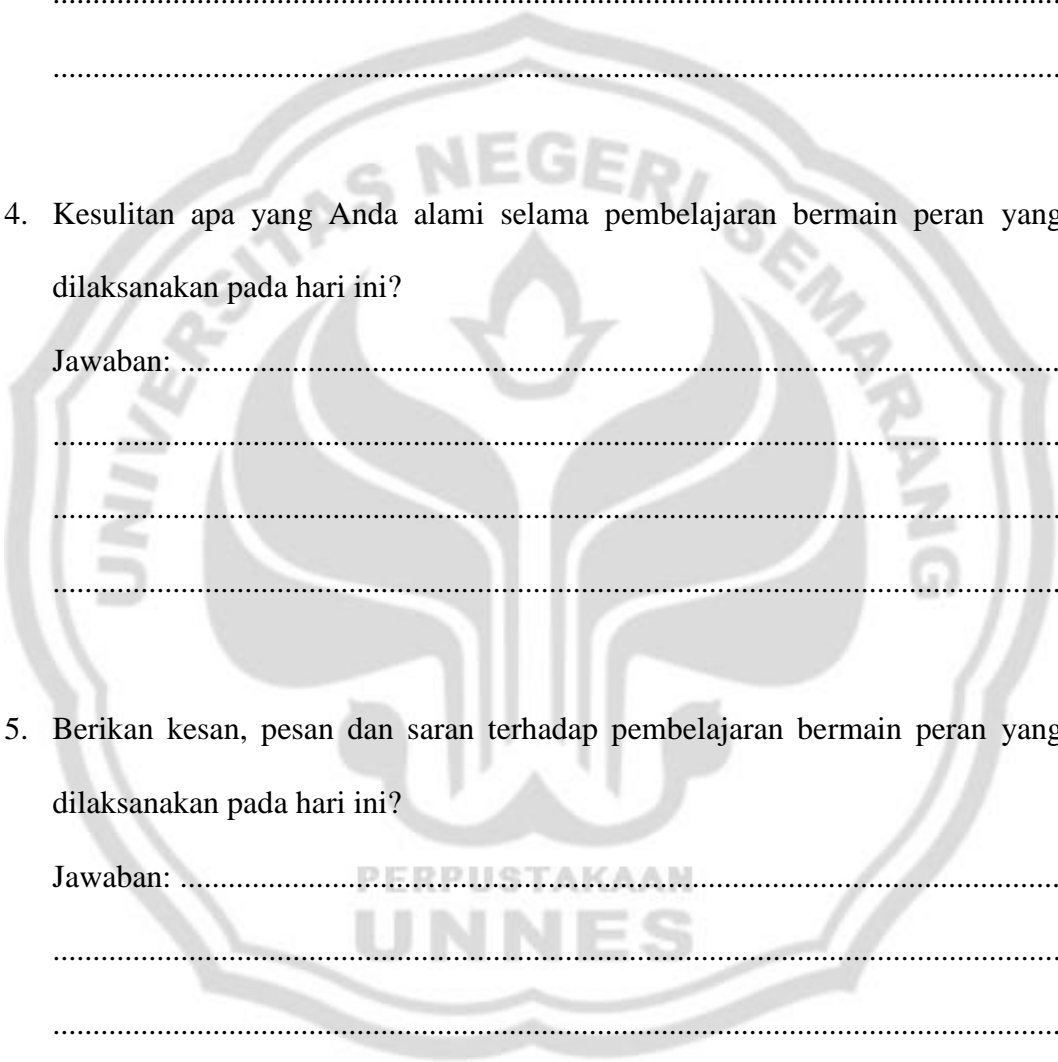 ........................................................................................................................................
........................................................................................................................................
4. Kesulitan apa yang Anda alami selama pembelajaran bermain peran yang
dilaksanakan pada hari ini?
Jawaban: ................................................................................................................
........................................................................................................................................
........................................................................................................................................
........................................................................................................................................
5. Berikan kesan, pesan dan saran terhadap pembelajaran bermain peran yang
dilaksanakan pada hari ini?
Jawaban: ................................................................................................................
........................................................................................................................................
........................................................................................................................................
UNIVERSITAS NEGERI SEMARANG
PERPUSTAKAAN
UNNES